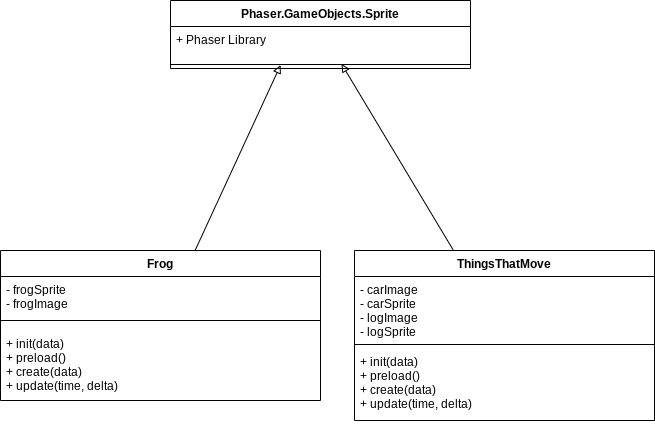 Phaser.GameObjects.Sprite
+ Phaser Library
Frog
- frogSprite
- frogImage
+ init(data)
+ preload()
+ create(data)
+ update(time, delta)
ThingsThatMove
- carImage
- carSprite
- logImage
- logSprite
+ init(data)
+ preload()
+ create(data)
+ update(time, delta)